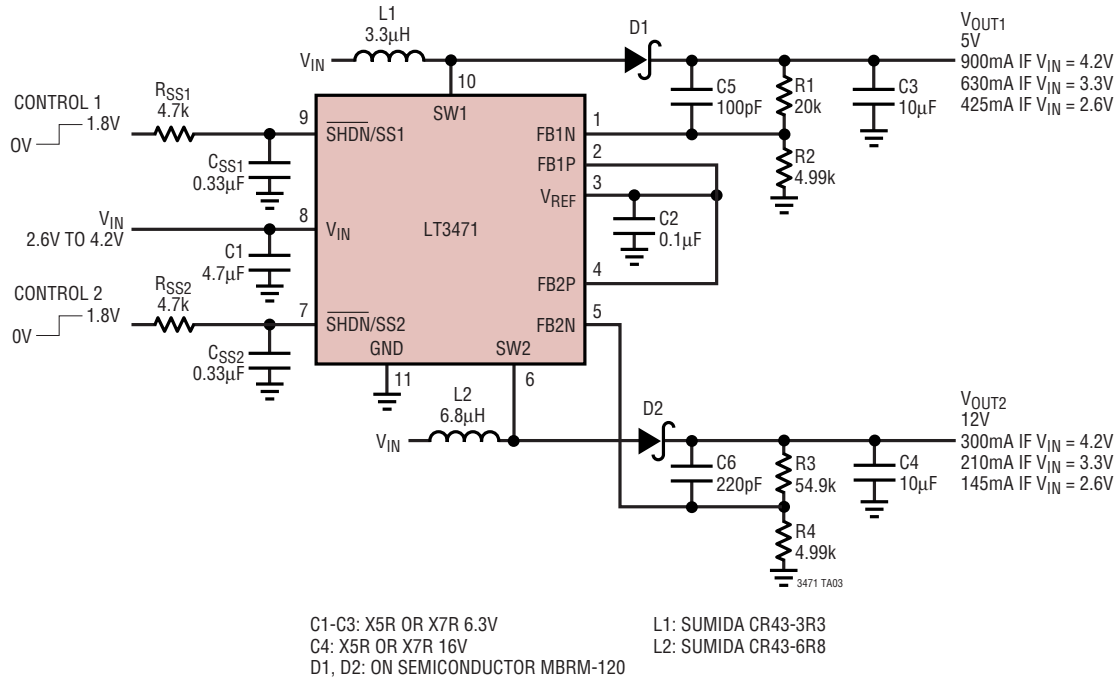 L1
3.3µH
VIN
D1
VOUT1
5V
900mA IF VIN = 4.2V
630mA IF VIN = 3.3V
425mA IF VIN = 2.6V
CONTROL 1
0V
1.8V
RSS1
4.7k
CSS1
0.33µF
VIN
2.6V TO 4.2V
C1
4.7µF
CONTROL 2
0V
1.8V
RSS2
4.7k
CSS2
0.33µF
10
SW1
9
SHDN/SS1
8
VIN
7
SHDN/SS2
GND
11
SW2
6
LT3471
1
FB1N
2
FB1P
3
VREF
4
FB2P
5
FB2N
C2
0.1µF
C5
100pF
R1
20k
C3
10µF
R2
4.99k
L2
6.8µH
VIN
D2
C6
220pF
R3
54.9k
C4
10µF
R4
4.99k
VOUT2
12V
300mA IF VIN = 4.2V
210mA IF VIN = 3.3V
145mA IF VIN = 2.6V
3471 TA03
C1-C3: X5R OR X7R 6.3V
C4: X5R OR X7R 16V
D1, D2: ON SEMICONDUCTOR MBRM-120
L1: SUMIDA CR43-3R3
L2: SUMIDA CR43-6R8